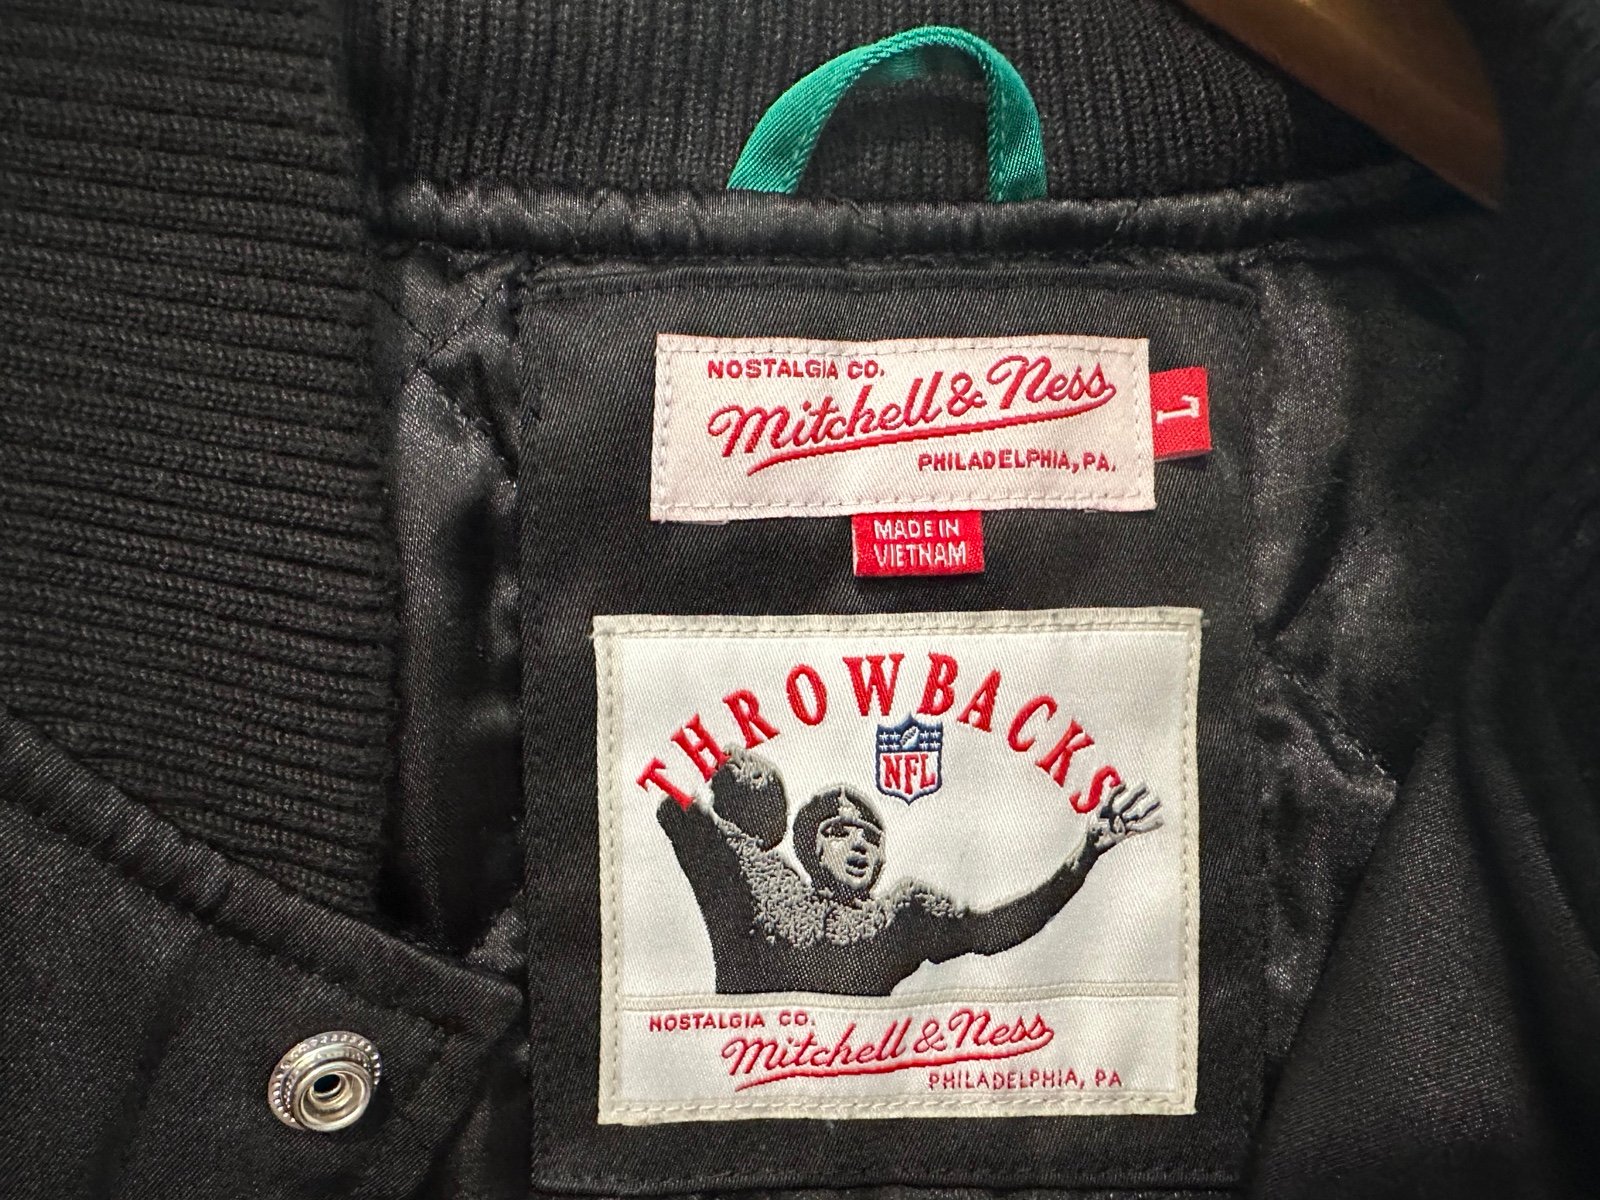 NOSTALGIA CO.
Mitchell & Ness
PHILADELPHIA, PA.
L
MADE IN
VIETNAM
THROWBACKS
NFL
NOSTALGIA CO.
Mitchell & Ness
PHILADELPHIA, PA